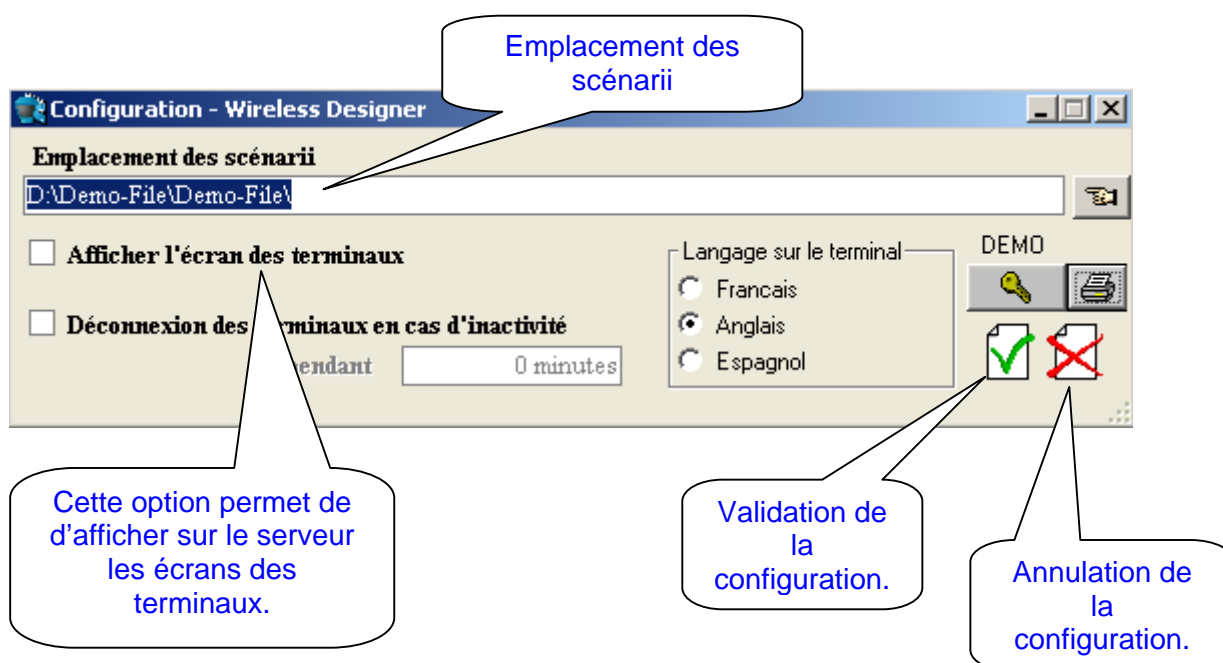 Emplacement des
scénarii
Configuration - Wireless Designer
Emplacement des scénarii
D:\Demo-File\Demo-File\
Afficher l'écran des terminaux
Déconnexion des minaux en cas d'inactivité
endant
0 minutes
Langage sur le terminal
Francais
Anglais
Espagnol
DEMO
Cette option permet de
d’afficher sur le serveur
les écrans des
terminaux.
Validation de
la
configuration.
Annulation de
la
configuration.